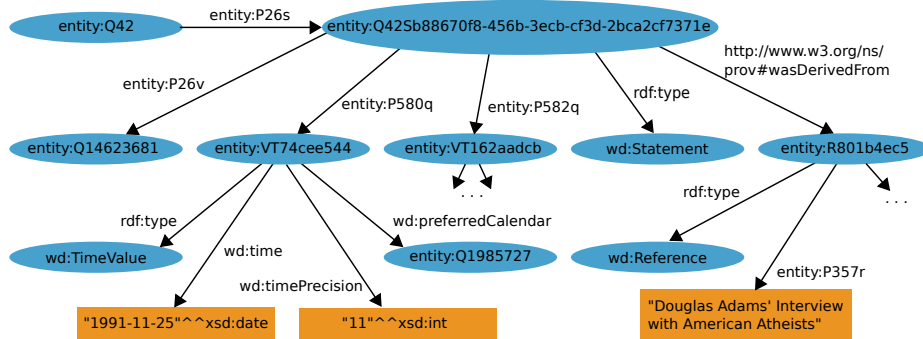 entity:Q42
entity:P26s
entity:Q42Sb88670f8-456b-3ecb-cf3d-2bca2cf7371e
http://www.w3.org/ns/
prov#wasDerivedFrom
entity:P26v
entity:P580q
entity:P582q
rdf:type
entity:Q14623681
entity:VT74cee544
entity:VT162aadcb
wd:Statement
entity:R801b4ec5
. . .
. . .
rdf:type
wd:time
wd:timePrecision
wd:preferredCalendar
rdf:type
entity:P357r
wd:TimeValue
entity:Q1985727
wd:Reference
"1991-11-25"^^xsd:date
"11"^^xsd:int
"Douglas Adams' Interview
with American Atheists"